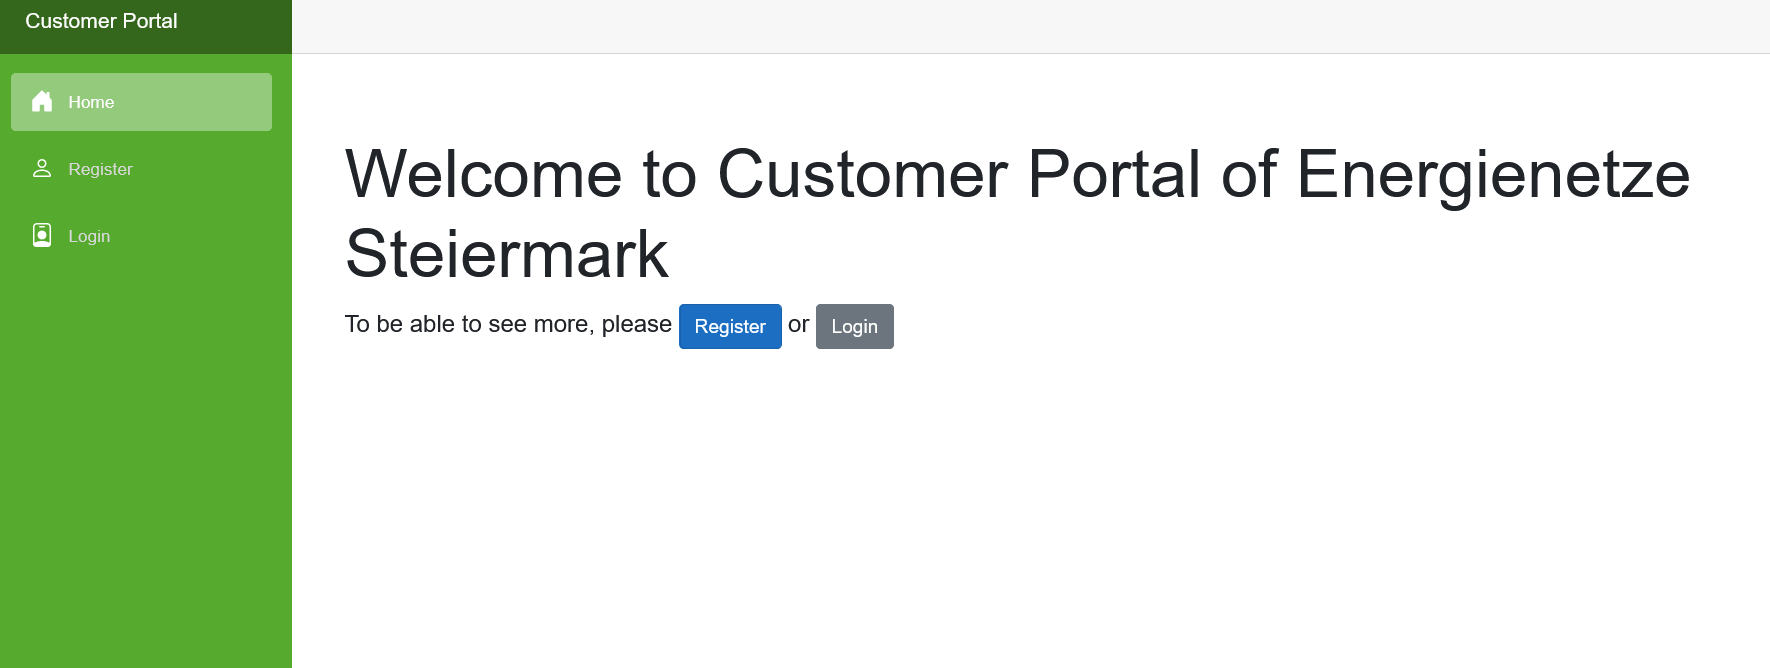 Customer Portal
Home
Register
Login
Welcome to Customer Portal of Energienetze
Steiermark
To be able to see more, please Register or Login